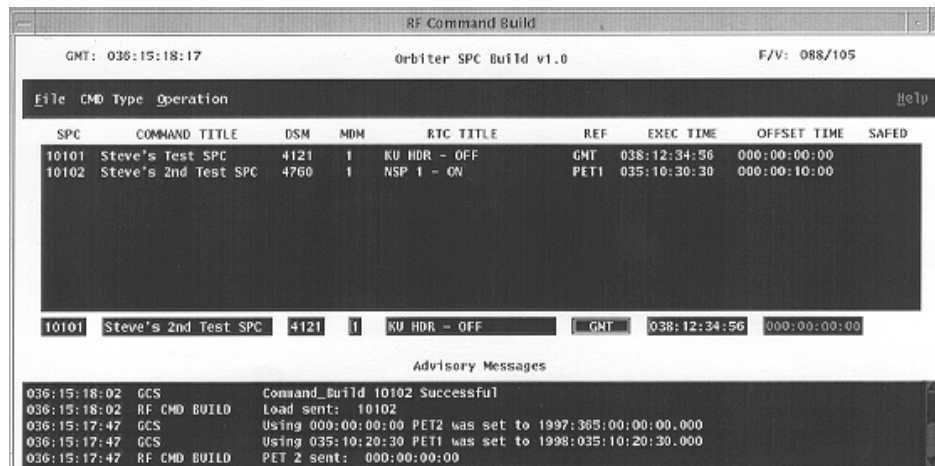 RF Command Build
GMT: 036:15:18:17 Orbiter SPC Build v1.0 F/V: 088/105
File CMD Type Operation Help
SPC COMMAND TITLE DSM MDM RTC TITLE REF EXEC TIME OFFSET TIME SAFED
10101 Steve's Test SPC 4121 1 KU HDR - OFF GMT 038:12:34:56 000:00:00:00
10102 Steve's 2nd Test SPC 4760 1 NSP 1 - ON PET1 035:10:30:30 000:00:10:00
10101 Steve's 2nd Test SPC 4121 1 KU HDR - OFF GMT 038:12:34:56 000:00:00:00
Advisory Messages
036:15:18:02 GCS Command_Build 10102 Successful
036:15:18:02 RF CMD BUILD Load sent: 10102
036:15:17:47 GCS Using 000:00:00:00 PET2 was set to 1997:365:00:00:00.000
036:15:17:47 GCS Using 035:10:20:30 PET1 was set to 1998:035:10:20:30.000
036:15:17:47 RF CMD BUILD PET 2 sent: 000:00:00:00